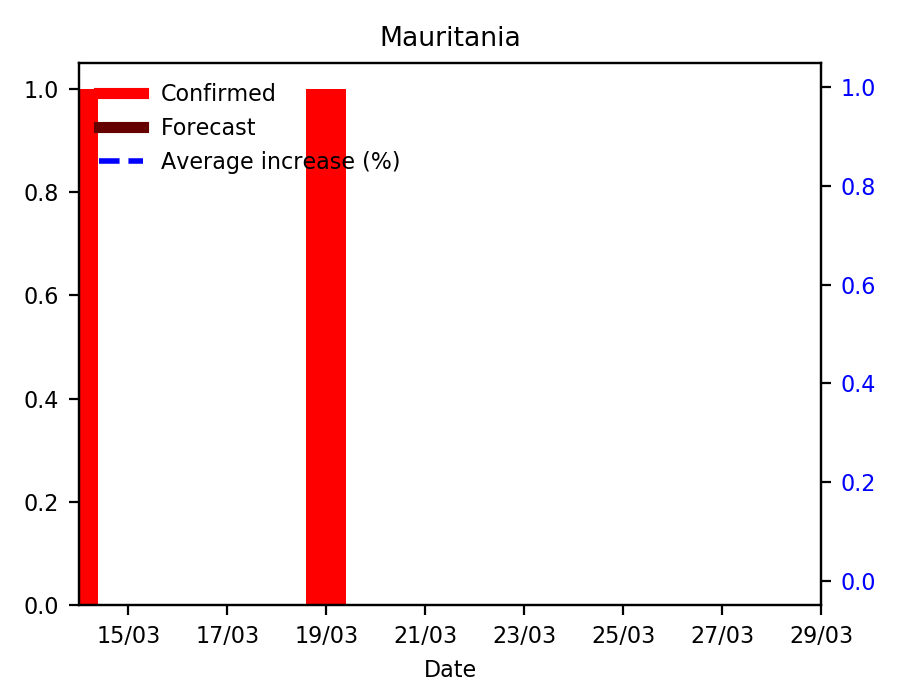 Mauritania
1.0 Confirmed 1.0
Forecast
Average increase (%)
0.8 0.8
0.6 0.6
0.4 0.4
0.2 0.2
0.0 0.0
15/03 17/03 19/03 21/03 23/03 25/03 27/03 29/03
Date